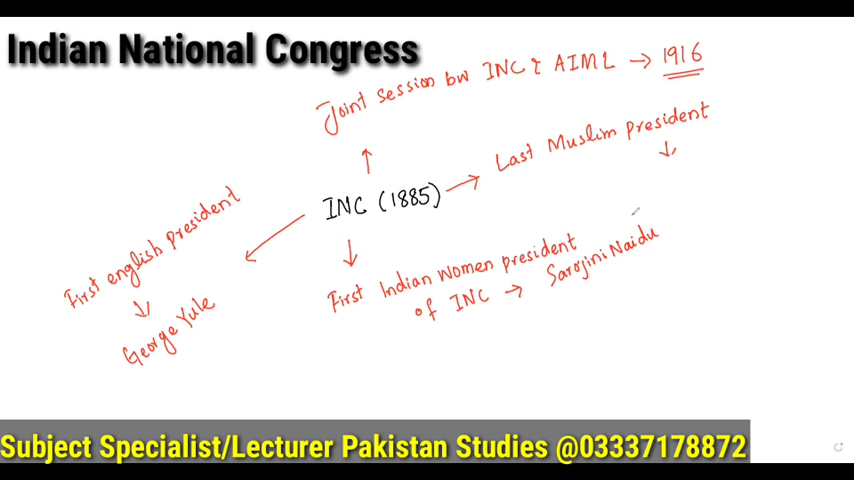 Indian National Congress
Joint session bw INC & AIML → 1916
Last Muslim president
↓
INC (1885)
First english president
↓
George Yule
First Indian Women president
of INC → Sarojini Naidu
Subject Specialist/Lecturer Pakistan Studies @03337178872